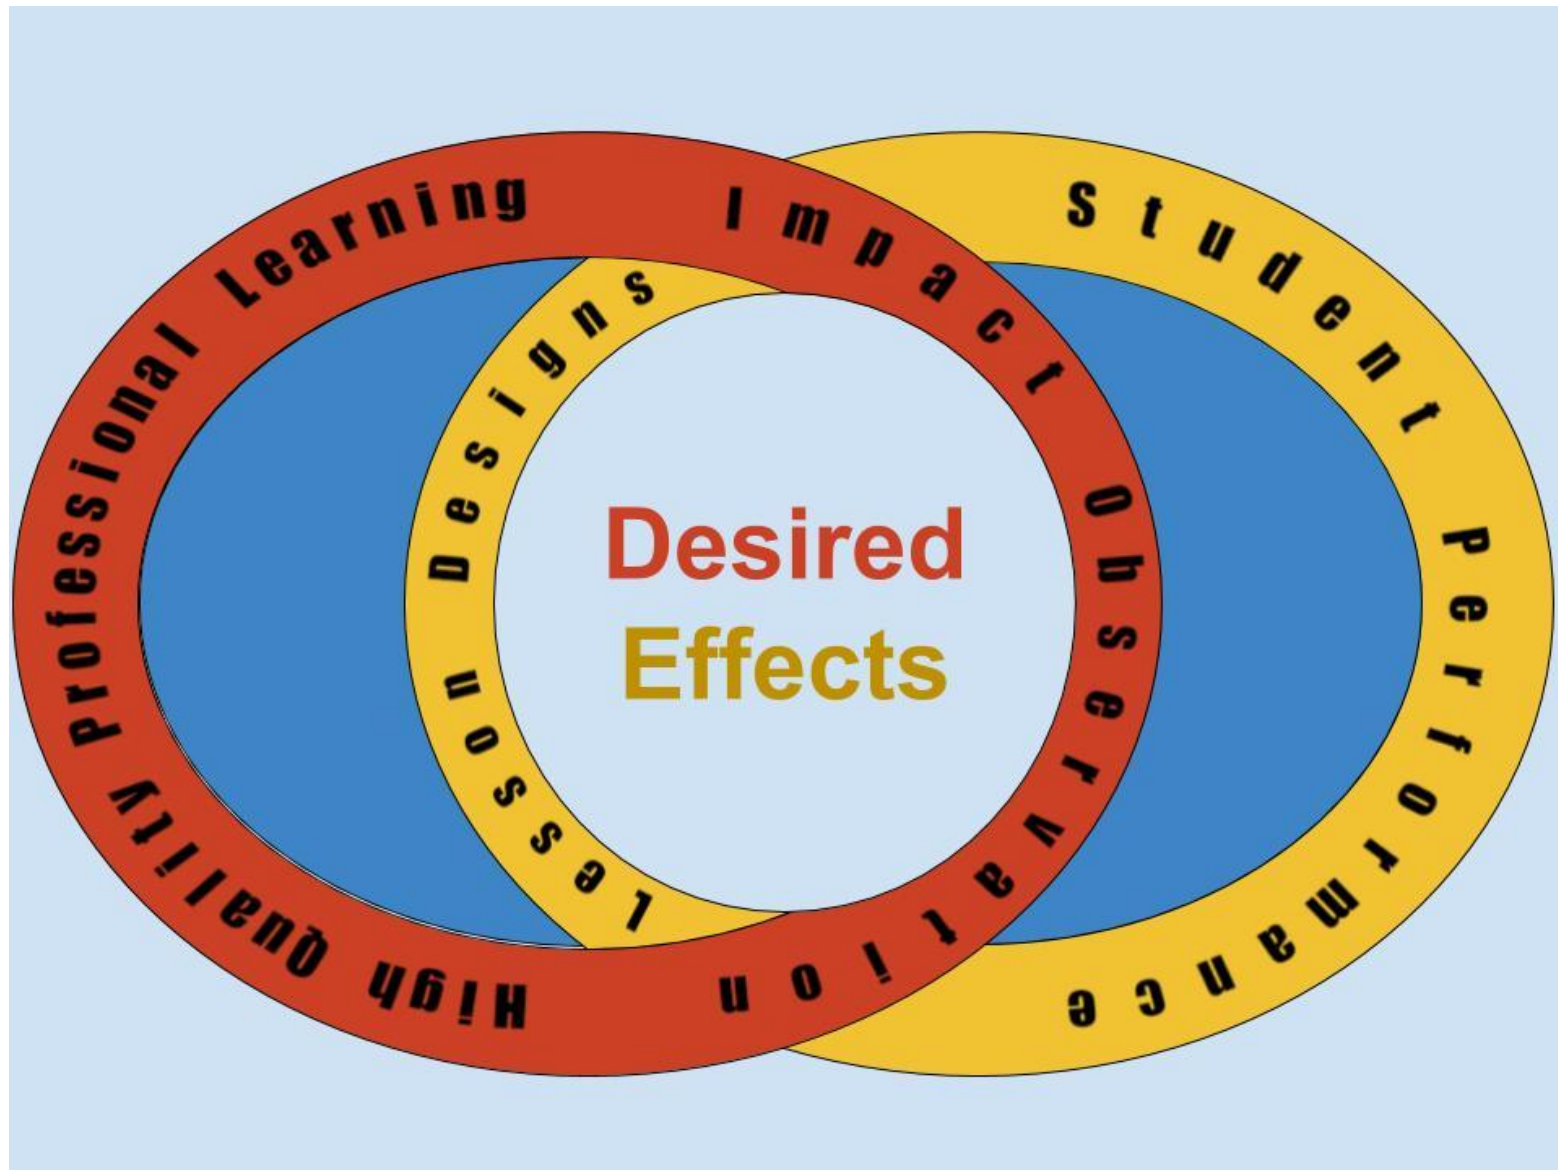 High Quality Professional Learning
Impact Observation
Lesson Designs
Student Performance
Desired
Effects